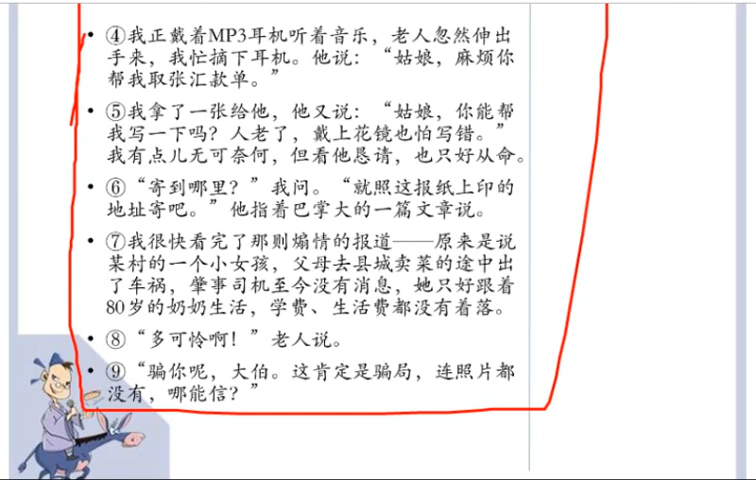 • ④我正戴着MP3耳机听着音乐，老人忽然伸出
手来，我忙摘下耳机。他说：“姑娘，麻烦你
帮我取张汇款单。”
• ⑤我拿了一张给他，他又说：“姑娘，你能帮
我写一下吗？人老了，戴上花镜也怕写错。”
我有点儿无可奈何，但看他恳请，也只好从命。
• ⑥“寄到哪里？”我问。“就照这报纸上印的
地址寄吧。”他指着巴掌大的一篇文章说。
• ⑦我很快看完了那则煽情的报道——原来是说
某村的一个小女孩，父母去县城卖菜的途中出
了车祸，肇事司机至今没有消息，她只好跟着
80岁的奶奶生活，学费、生活费都没有着落。
• ⑧“多可怜啊！”老人说。
• ⑨“骗你呢，大伯。这肯定是骗局，连照片都
没有，哪能信？”